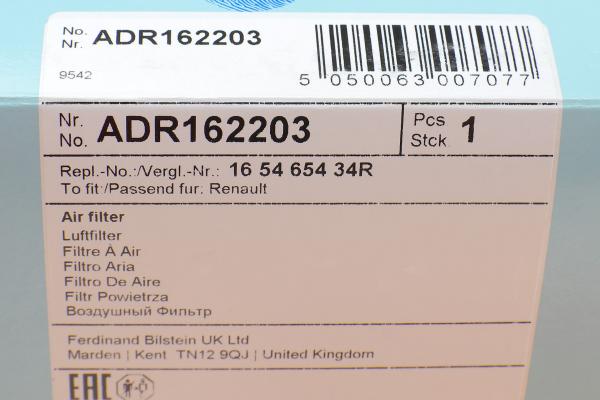 No. Nr. ADR162203
9542
5 050063 007077
Nr. No. ADR162203 Pcs Stck. 1
Repl.-No.:/Vergl.-Nr.: 16 54 654 34R
To fit:/Passend fur: Renault
Air filter
Luftfilter
Filtre À Air
Filtro Aria
Filtro De Aire
Filtr Powietrza
Воздушный Фильтр
Ferdinand Bilstein UK Ltd
Marden | Kent TN12 9QJ | United Kingdom
EAC